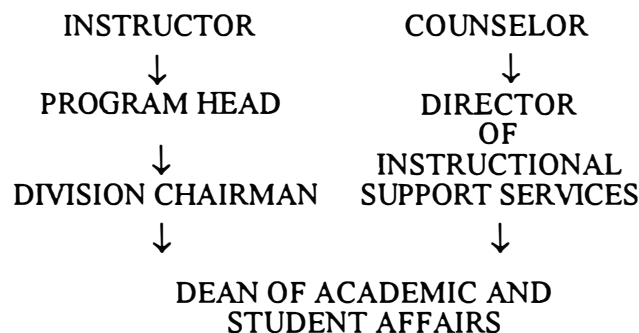 INSTRUCTOR
↓
PROGRAM HEAD
↓
DIVISION CHAIRMAN
↓
COUNSELOR
↓
DIRECTOR
OF
INSTRUCTIONAL
SUPPORT SERVICES
↓
DEAN OF ACADEMIC AND
STUDENT AFFAIRS